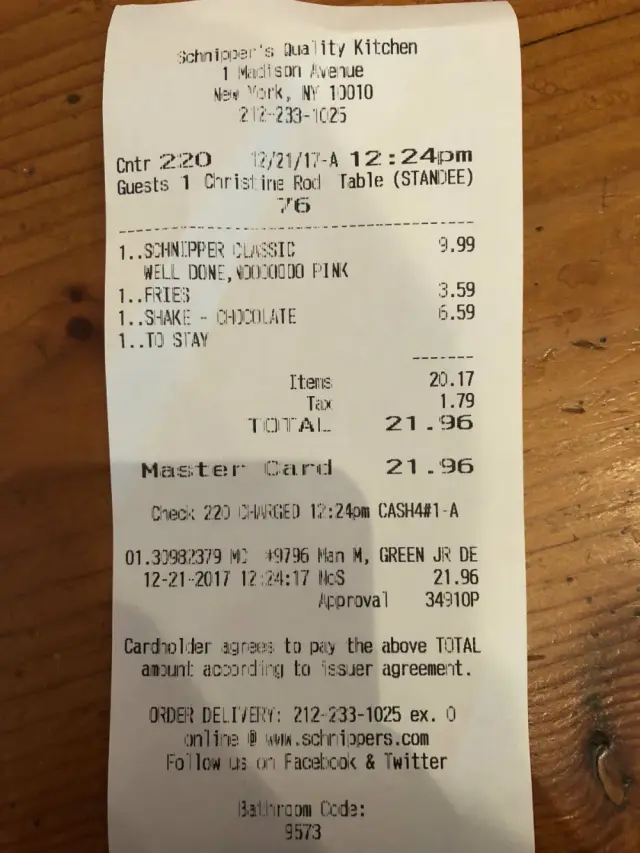 Schnipper's Quality Kitchen
1 Madison Avenue
New York, NY 10010
212-233-1025
Cntr 220 12/21/17-A 12:24pm
Guests 1 Christine Rod Table (STANDEE)
76
1..SCHNIPPER CLASSIC 9.99
WELL DONE,NOOOOOOO PINK
1..FRIES 3.59
1..SHAKE - CHOCOLATE 6.59
1..TO STAY
Items 20.17
Tax 1.79
TOTAL 21.96
Master Card 21.96
Check 220 CHARGED 12:24pm CASH4#1-A
01.30982379 MC *9796 Man M, GREEN JR DE
12-21-2017 12:24:17 NoS 21.96
Approval 34910P
Cardholder agrees to pay the above TOTAL
amount according to issuer agreement.
ORDER DELIVERY: 212-233-1025 ex. 0
online @ www.schnippers.com
Follow us on Facebook & Twitter
Bathroom Code:
9573